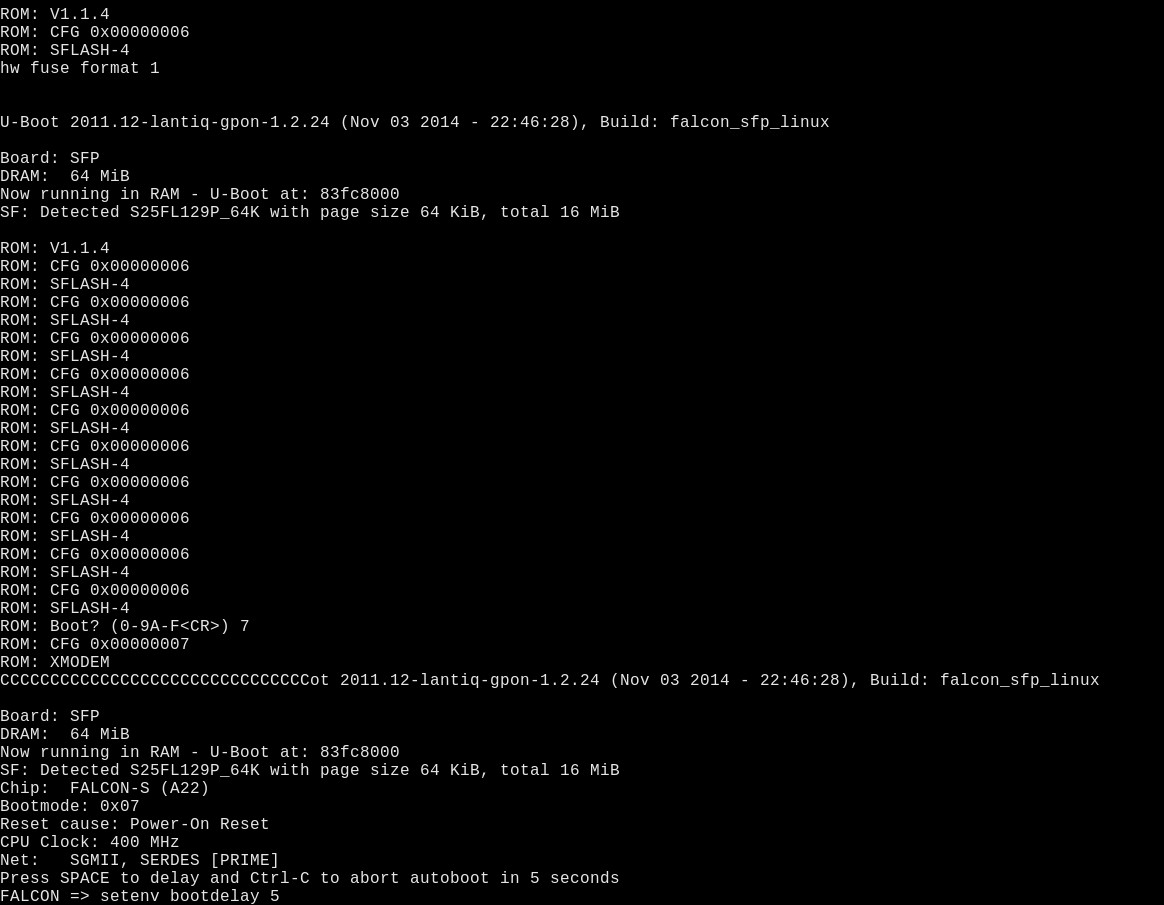 ROM: V1.1.4
ROM: CFG 0x00000006
ROM: SFLASH-4
hw fuse format 1
U-Boot 2011.12-lantiq-gpon-1.2.24 (Nov 03 2014 - 22:46:28), Build: falcon_sfp_linux
Board: SFP
DRAM:  64 MiB
Now running in RAM - U-Boot at: 83fc8000
SF: Detected S25FL129P_64K with page size 64 KiB, total 16 MiB
ROM: V1.1.4
ROM: CFG 0x00000006
ROM: SFLASH-4
ROM: CFG 0x00000006
ROM: SFLASH-4
ROM: CFG 0x00000006
ROM: SFLASH-4
ROM: CFG 0x00000006
ROM: SFLASH-4
ROM: CFG 0x00000006
ROM: SFLASH-4
ROM: CFG 0x00000006
ROM: SFLASH-4
ROM: CFG 0x00000006
ROM: SFLASH-4
ROM: CFG 0x00000006
ROM: SFLASH-4
ROM: CFG 0x00000006
ROM: SFLASH-4
ROM: CFG 0x00000006
ROM: SFLASH-4
ROM: Boot? (0-9A-F<CR>) 7
ROM: CFG 0x00000007
ROM: XMODEM
CCCCCCCCCCCCCCCCCCCCCCCCCCCCCCCot 2011.12-lantiq-gpon-1.2.24 (Nov 03 2014 - 22:46:28), Build: falcon_sfp_linux
Board: SFP
DRAM:  64 MiB
Now running in RAM - U-Boot at: 83fc8000
SF: Detected S25FL129P_64K with page size 64 KiB, total 16 MiB
Chip:  FALCON-S (A22)
Bootmode: 0x07
Reset cause: Power-On Reset
CPU Clock: 400 MHz
Net:   SGMII, SERDES [PRIME]
Press SPACE to delay and Ctrl-C to abort autoboot in 5 seconds
FALCON => setenv bootdelay 5